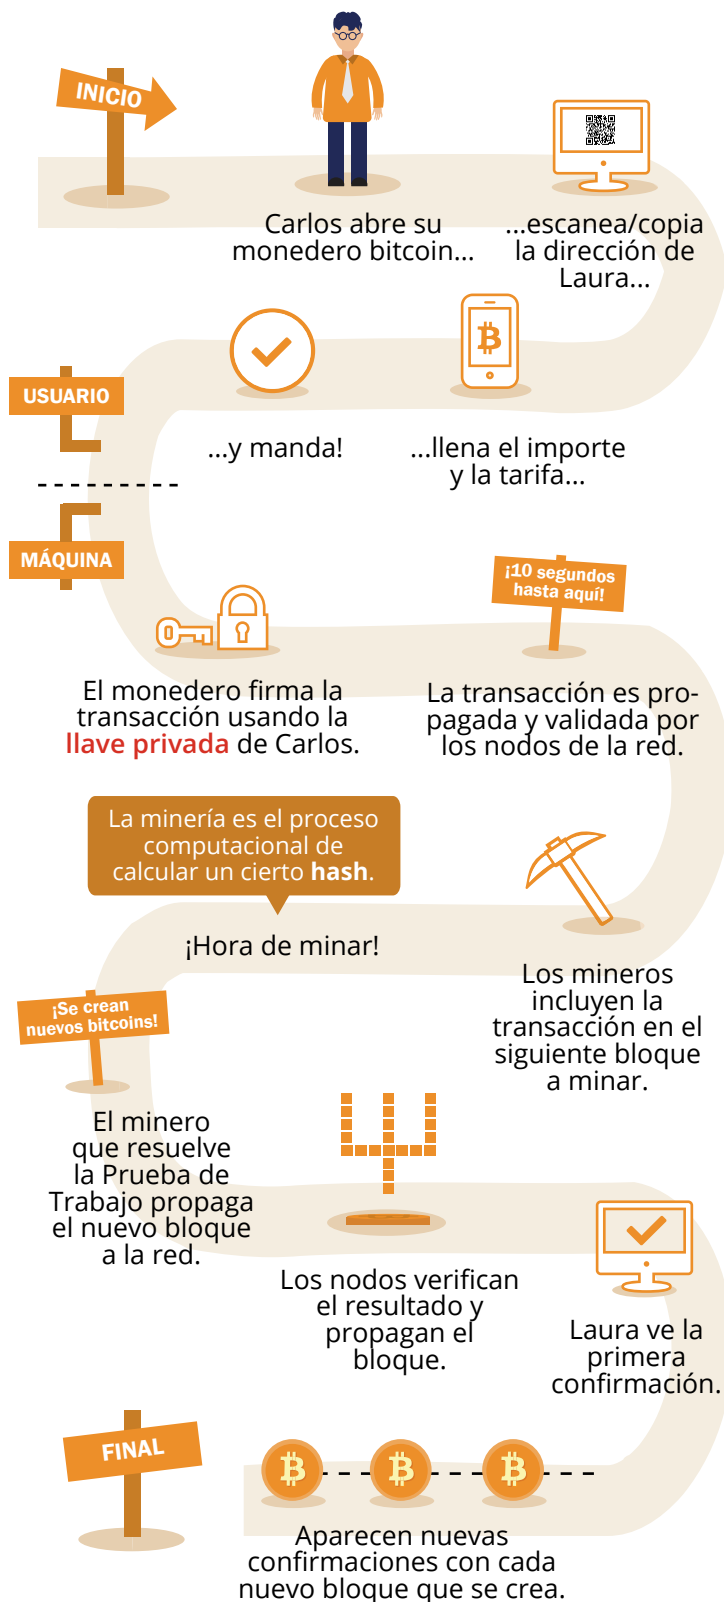 INICIO
Carlos abre su
monedero bitcoin...
...escanea/copia
la dirección de
Laura...
...llena el importe
y la tarifa...
...y manda!
USUARIO
MÁQUINA
El monedero firma la
transacción usando la
llave privada de Carlos.
¡10 segundos
hasta aquí!
La transacción es pro-
pagada y validada por
los nodos de la red.
Los mineros
incluyen la
transacción en el
siguiente bloque
a minar.
La minería es el proceso
computacional de
calcular un cierto hash.
¡Hora de minar!
¡Se crean
nuevos bitcoins!
El minero
que resuelve
la Prueba de
Trabajo propaga
el nuevo bloque
a la red.
Los nodos verifican
el resultado y
propagan el
bloque.
Laura ve la
primera
confirmación.
FINAL
Aparecen nuevas
confirmaciones con cada
nuevo bloque que se crea.